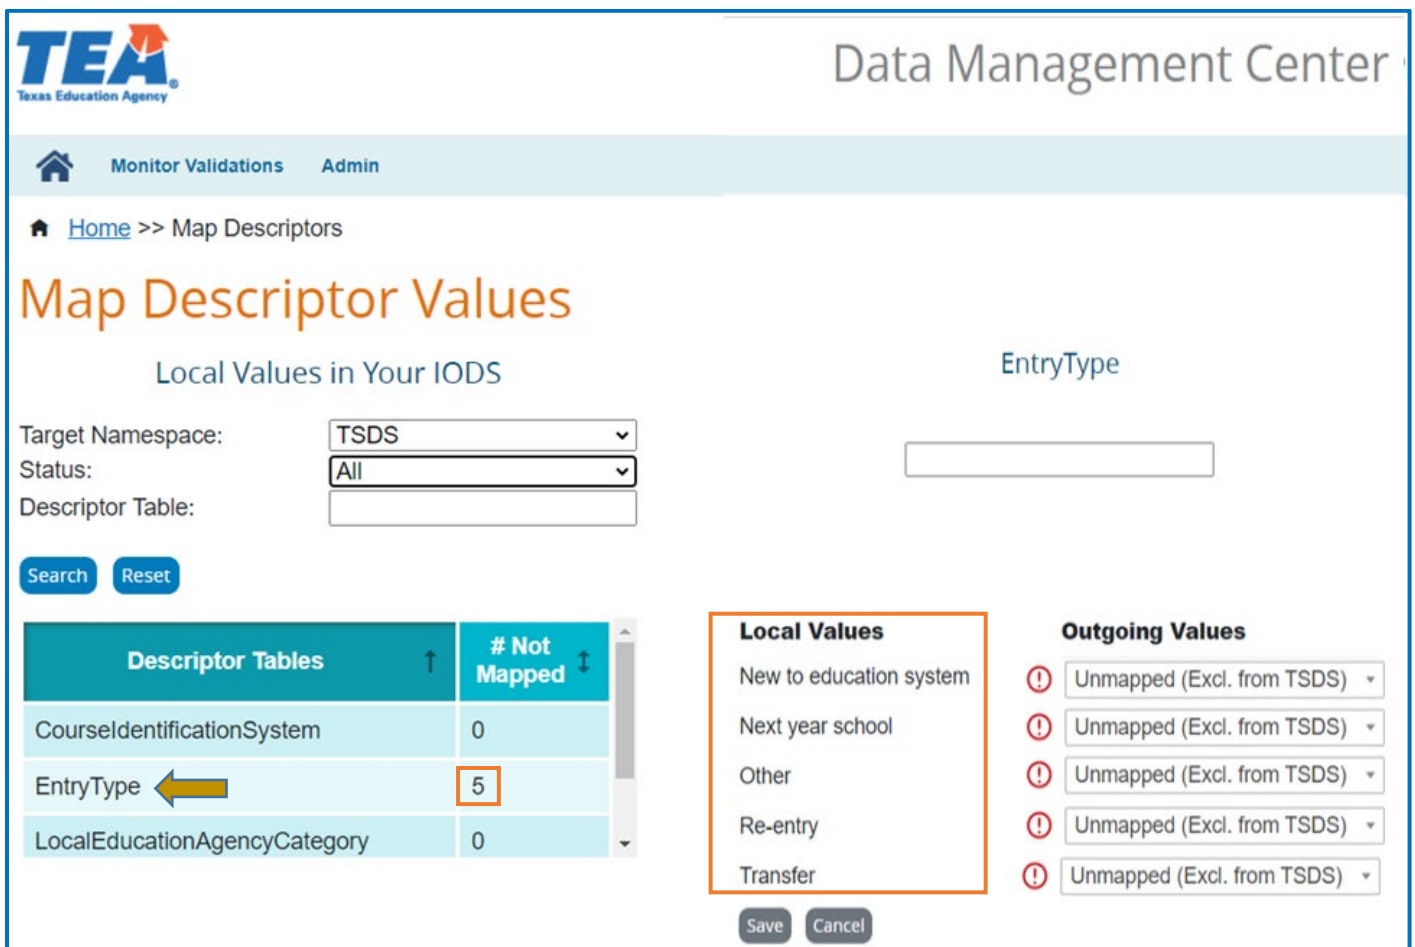 TEA
Texas Education Agency
Data Management Center
Monitor Validations Admin
Home >> Map Descriptors
Map Descriptor Values
Local Values in Your IODS
EntryType
Target Namespace: TSDS
Status: All
Descriptor Table:
Search Reset
Descriptor Tables # Not Mapped
CourseIdentificationSystem 0
EntryType 5
LocalEducationAgencyCategory 0
Local Values Outgoing Values
New to education system Unmapped (Excl. from TSDS)
Next year school Unmapped (Excl. from TSDS)
Other Unmapped (Excl. from TSDS)
Re-entry Unmapped (Excl. from TSDS)
Transfer Unmapped (Excl. from TSDS)
Save Cancel